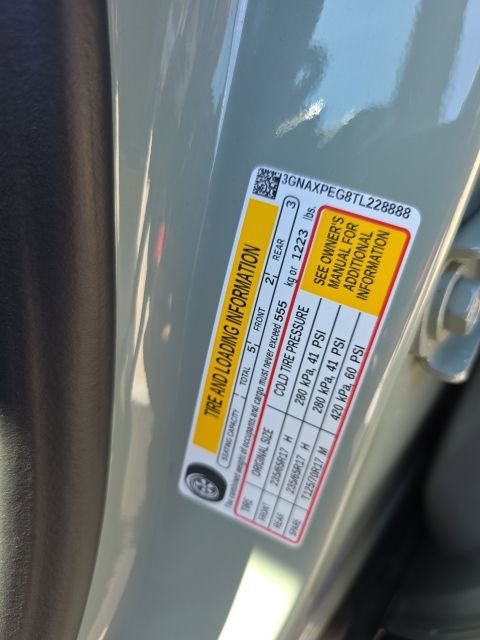 3GNAXPEG8TL228888
TIRE AND LOADING INFORMATION
SEATING CAPACITY TOTAL 5 FRONT 2 REAR 3
The combined weight of occupants and cargo must never exceed 555 kg or 1223 lbs.
TIRE ORIGINAL SIZE COLD TIRE PRESSURE
FRONT 235/65R17 H 280 kPa, 41 PSI
REAR 235/65R17 H 280 kPa, 41 PSI
SPARE T125/70R17 M 420 kPa, 60 PSI
SEE OWNER'S
MANUAL FOR
ADDITIONAL
INFORMATION